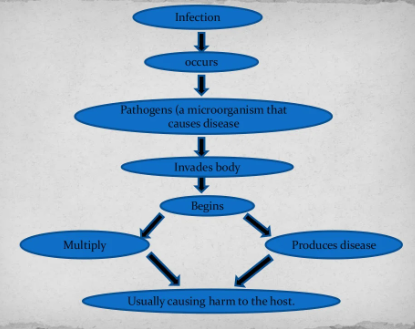 Infection
occurs
Pathogens (a microorganism that
causes disease
Invades body
Begins
Multiply
Produces disease
Usually causing harm to the host.